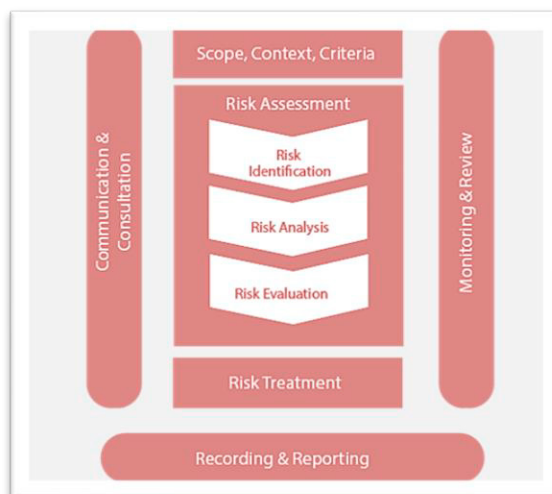 Scope, Context, Criteria
Communication &
Consultation
Risk Assessment
Risk
Identification
Risk Analysis
Risk Evaluation
Monitoring & Review
Risk Treatment
Recording & Reporting